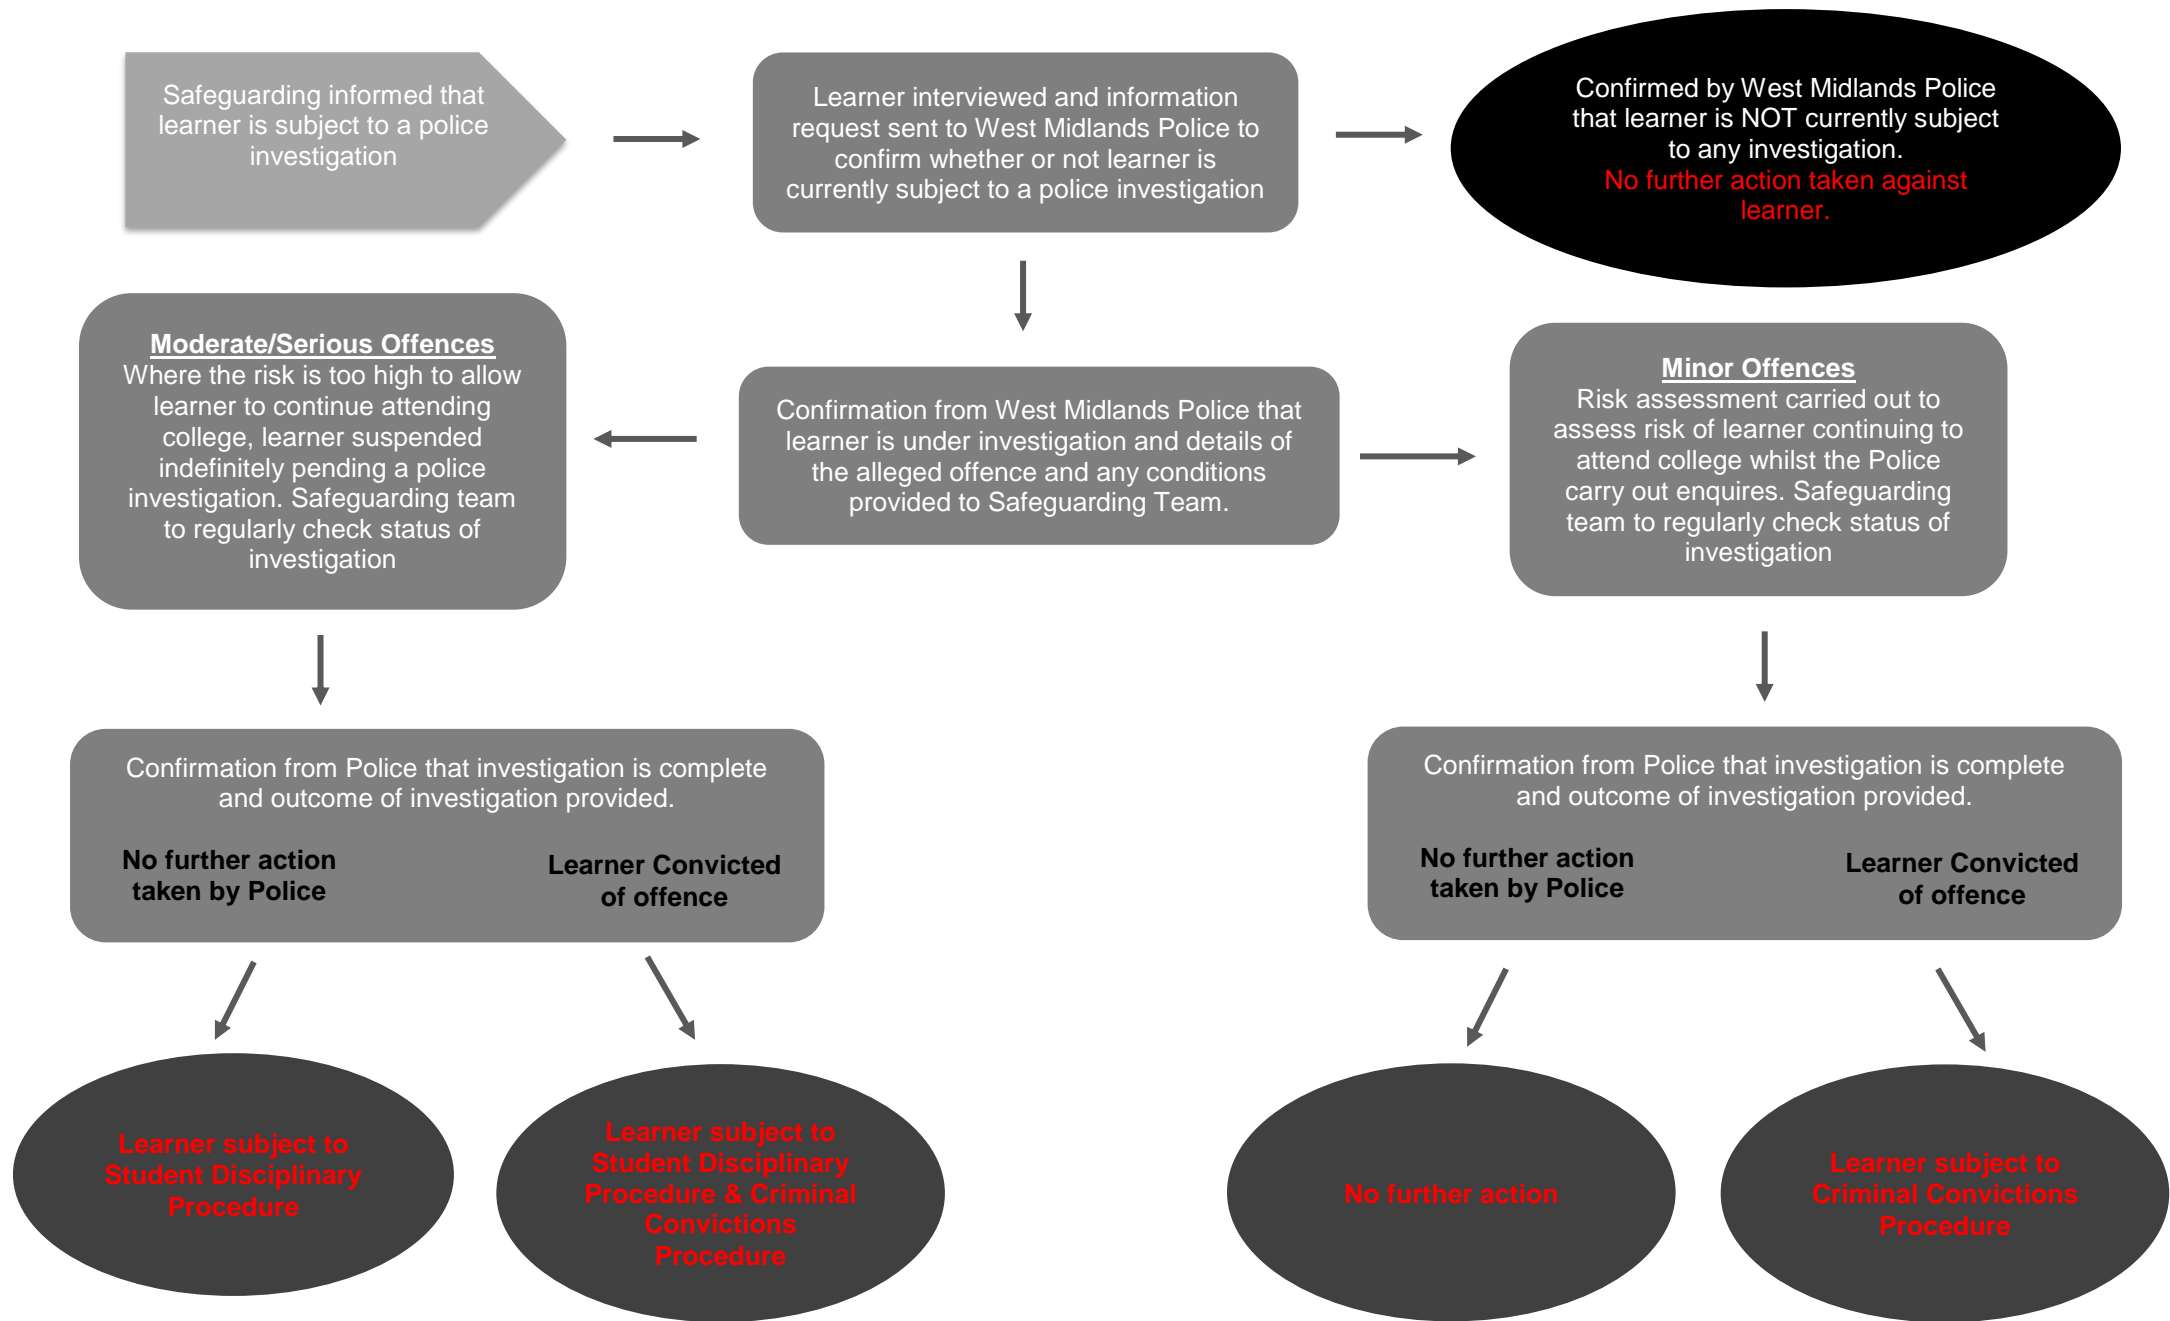 Safeguarding informed that
learner is subject to a police
investigation
Learner interviewed and information
request sent to West Midlands Police to
confirm whether or not learner is
currently subject to a police investigation
Confirmed by West Midlands Police
that learner is NOT currently subject
to any investigation.
No further action taken against
learner.
Moderate/Serious Offences
Where the risk is too high to allow
learner to continue attending
college, learner suspended
indefinitely pending a police
investigation. Safeguarding team
to regularly check status of
investigation
Confirmation from West Midlands Police that
learner is under investigation and details of
the alleged offence and any conditions
provided to Safeguarding Team.
Minor Offences
Risk assessment carried out to
assess risk of learner continuing to
attend college whilst the Police
carry out enquires. Safeguarding
team to regularly check status of
investigation
Confirmation from Police that investigation is complete
and outcome of investigation provided.
No further action
taken by Police
Learner Convicted
of offence
Confirmation from Police that investigation is complete
and outcome of investigation provided.
No further action
taken by Police
Learner Convicted
of offence
Learner subject to
Student Disciplinary
Procedure
Learner subject to
Student Disciplinary
Procedure & Criminal
Convictions
Procedure
No further action
Learner subject to
Criminal Convictions
Procedure